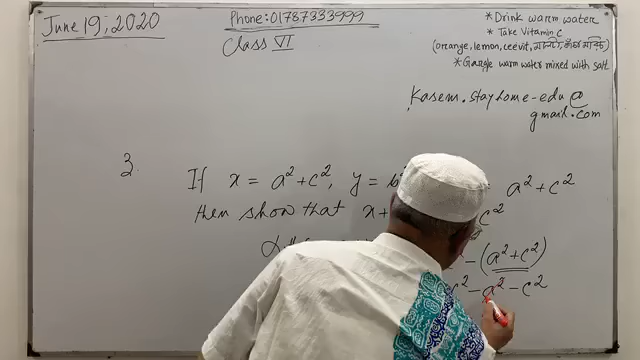 June 19, 2020
Phone: 01787333999
Class VI
* Drink warm water
* Take Vitamin C
(orange, lemon, ceevit,
* Gargle warm water mixed with salt
Kasem.stayhome-edu@
gmail.com
3. If x = a² + c², y = b² = a² + c²
then show that x + c²
- (a² + c²)
c² - a² - c²